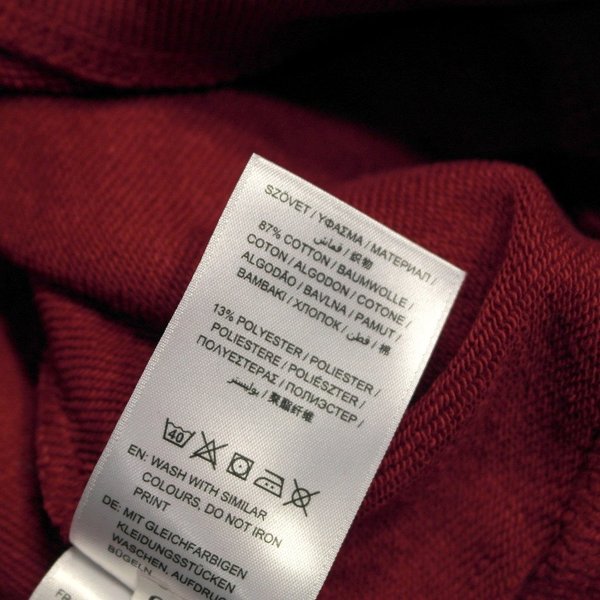 SZÖVET / ΥΦΑΣΜΑ / МАТЕРИАЛ /
قماش / 织物
87% COTTON / BAUMWOLLE /
COTON / ALGODON / COTONE /
ALGODÃO / BAVLNA / PAMUT /
BAMBAKI / ХЛОПОК / قطن / 棉
13% POLYESTER / POLIESTER /
POLIESTERE / POLIÉSZTER /
ΠΟΛΥΕΣΤΕΡΑΣ / ПОЛИЭСТЕР /
بوليستر / 聚酯纤维
40
EN: WASH WITH SIMILAR
COLOURS, DO NOT IRON
PRINT
DE: MIT GLEICHFARBIGEN
KLEIDUNGSSTÜCKEN
WASCHEN, AUFDRUCK
BÜGELN